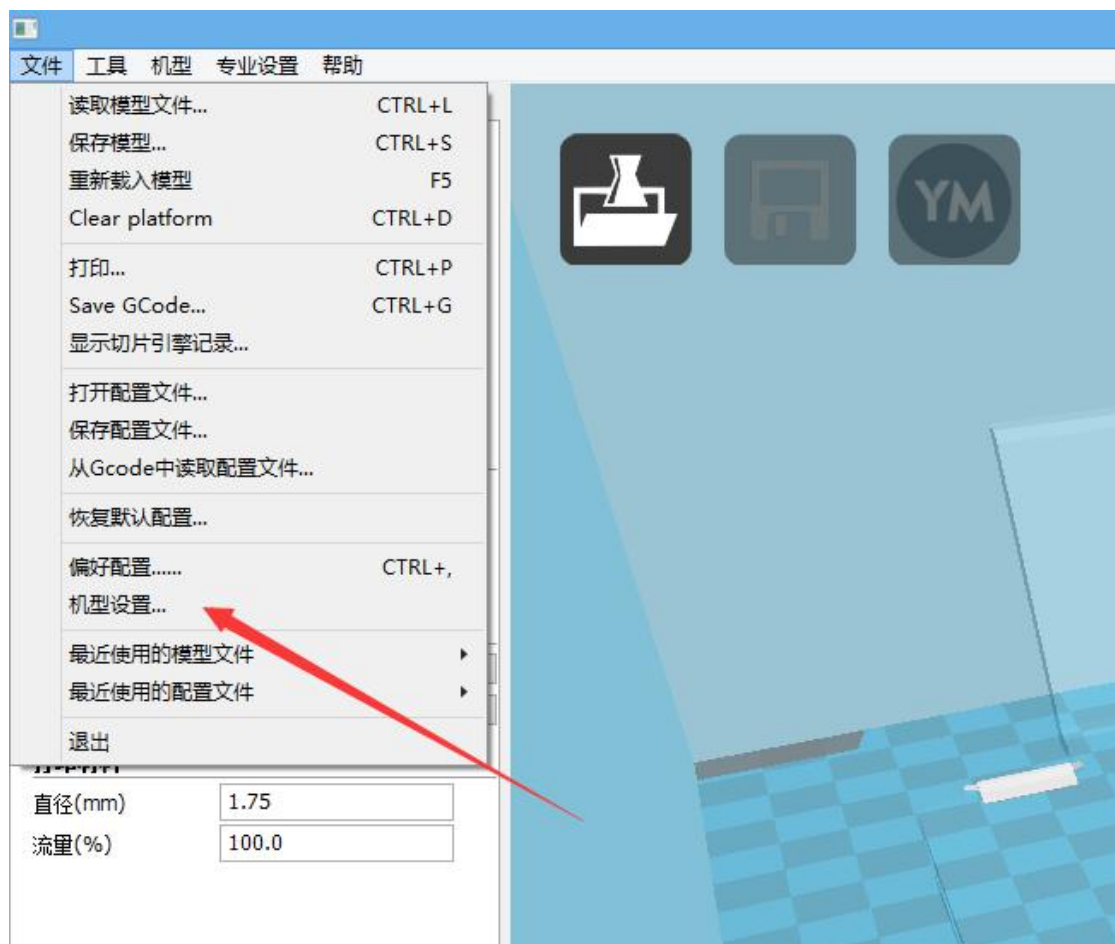 文件 工具 机型 专业设置 帮助
读取模型文件... CTRL+L
保存模型... CTRL+S
重新载入模型 F5
Clear platform CTRL+D
打印... CTRL+P
Save GCode... CTRL+G
显示切片引擎记录...
打开配置文件...
保存配置文件...
从Gcode中读取配置文件...
恢复默认配置...
偏好配置...... CTRL+,
机型设置...
最近使用的模型文件
最近使用的配置文件
退出
直径(mm) 1.75
流量(%) 100.0
YM